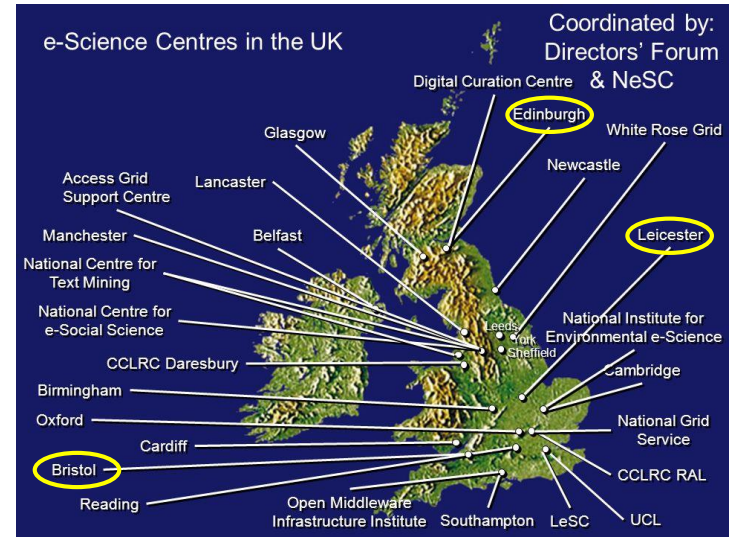 e-Science Centres in the UK
Coordinated by:
Directors' Forum
& NeSC
Digital Curation Centre
Edinburgh
Glasgow
White Rose Grid
Newcastle
Access Grid
Support Centre
Lancaster
Manchester
Belfast
Leicester
National Centre for
Text Mining
National Centre for
e-Social Science
Leeds
York
Sheffield
National Institute for
Environmental e-Science
CCLRC Daresbury
Cambridge
Birmingham
Oxford
National Grid
Service
Cardiff
Bristol
CCLRC RAL
Reading
Open Middleware
Infrastructure Institute
Southampton
LeSC
UCL